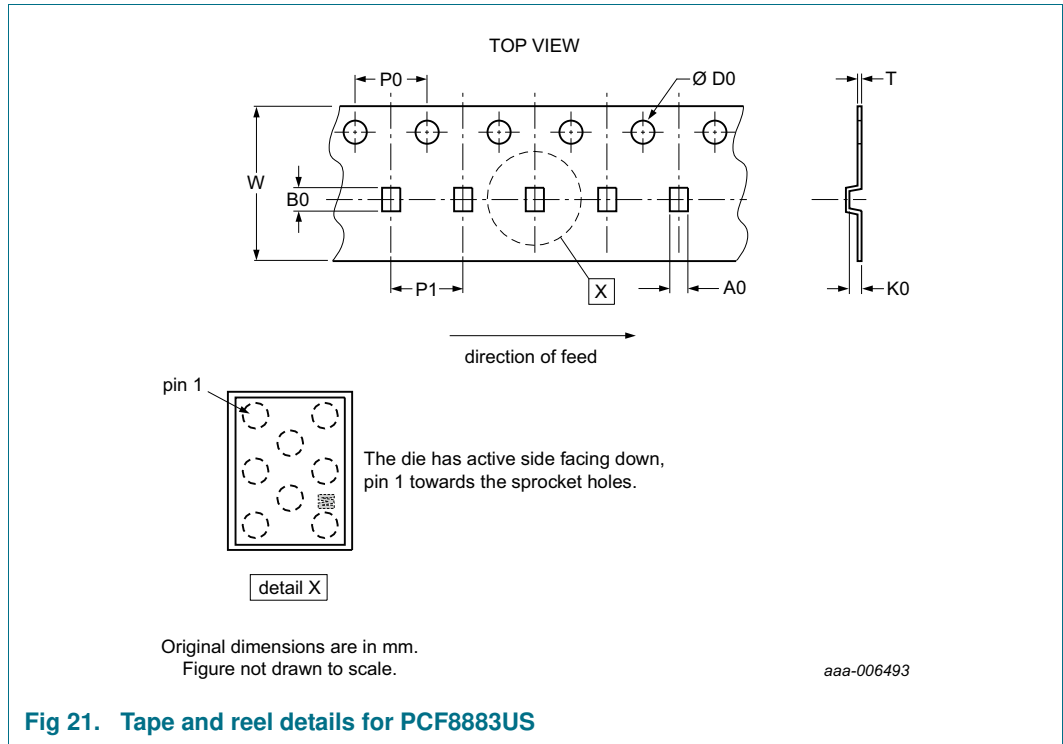 TOP VIEW
P0
Ø D0
T
W
B0
P1
X
A0
K0
direction of feed
pin 1
The die has active side facing down,
pin 1 towards the sprocket holes.
detail X
Original dimensions are in mm.
Figure not drawn to scale.
aaa-006493
Fig 21. Tape and reel details for PCF8883US